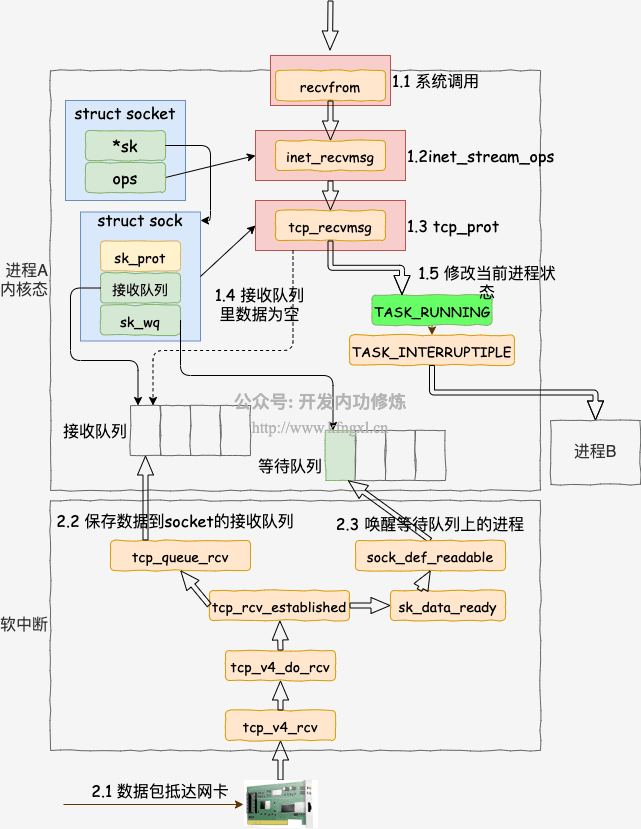 recvfrom
1.1 系统调用
struct socket
*sk
ops
inet_recvmsg
1.2inet_stream_ops
struct sock
sk_prot
接收队列
sk_wq
tcp_recvmsg
1.3 tcp_prot
进程A
内核态
1.4 接收队列
里数据为空
1.5 修改当前进程状
态
TASK_RUNNING
TASK_INTERRUPTIPLE
公众号: 开发内功修炼
接收队列
等待队列
进程B
2.2 保存数据到socket的接收队列
2.3 唤醒等待队列上的进程
tcp_queue_rcv
sock_def_readable
软中断
tcp_rcv_established
sk_data_ready
tcp_v4_do_rcv
tcp_v4_rcv
2.1 数据包抵达网卡